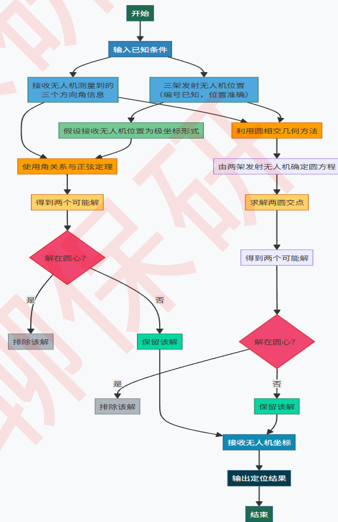 开始
输入已知条件
接收无人机测量到的
三个方向角信息
三架发射无人机位置
（编号已知，位置准确）
假设接收无人机位置为极坐标形式
利用圆相交几何方法
使用角关系与正弦定理
由两架发射无人机确定圆方程
得到两个可能解
求解两圆交点
解在圆心？
得到两个可能解
是
否
排除该解
保留该解
解在圆心？
是
否
排除该解
保留该解
接收无人机坐标
输出定位结果
结束